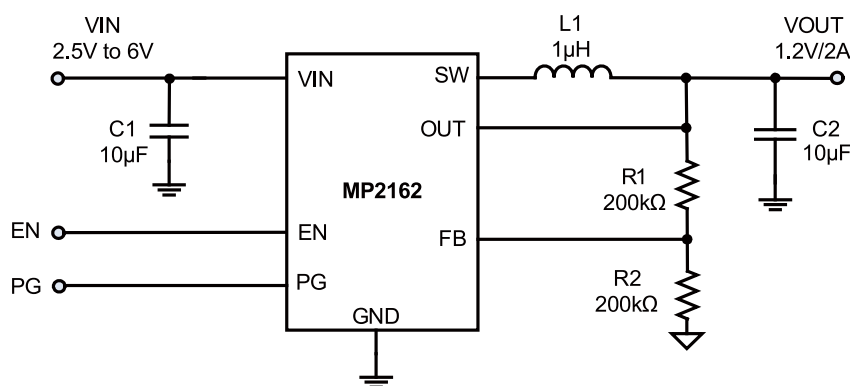 VIN
2.5V to 6V
L1
1µH
VOUT
1.2V/2A
VIN
SW
C1
10µF
OUT
C2
10µF
MP2162
R1
200kΩ
EN
EN
FB
PG
PG
R2
200kΩ
GND